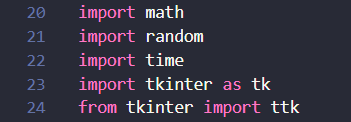 20 import math
21 import random
22 import time
23 import tkinter as tk
24 from tkinter import ttk